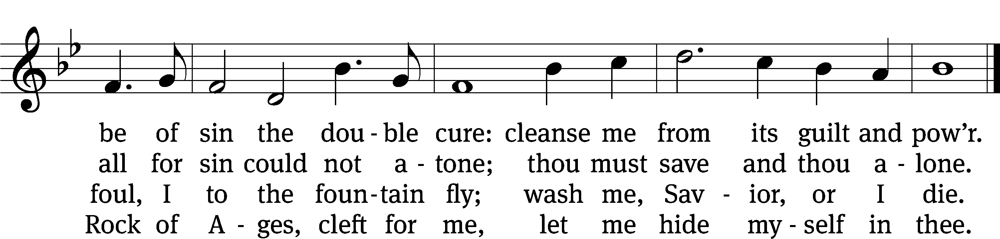 be of sin the dou - ble cure: cleanse me from its guilt and pow’r.
all for sin could not a - tone; thou must save and thou a - lone.
foul, I to the foun - tain fly; wash me, Sav - ior, or I die.
Rock of A - ges, cleft for me, let me hide my - self in thee.